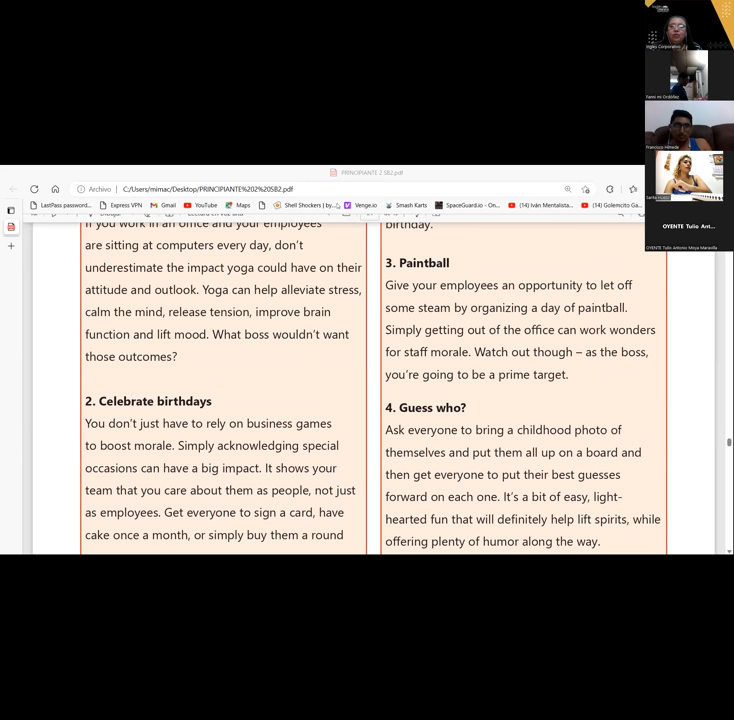 PRINCIPIANTE 2 SB2.pdf
Archivo
C:/Users/mimac/Desktop/PRINCIPIANTE%202%20SB2.pdf
LastPass password...
Express VPN
Gmail
YouTube
Maps
Shell Shockers | by...
Venge.io
Smash Karts
SpaceGuard.io - On...
(14) Iván Mentalista...
(14) Golemcito Ga...
If you work in an office and your employees
are sitting at computers every day, don't
underestimate the impact yoga could have on their
attitude and outlook. Yoga can help alleviate stress,
calm the mind, release tension, improve brain
function and lift mood. What boss wouldn't want
those outcomes?
2. Celebrate birthdays
You don't just have to rely on business games
to boost morale. Simply acknowledging special
occasions can have a big impact. It shows your
team that you care about them as people, not just
as employees. Get everyone to sign a card, have
cake once a month, or simply buy them a round
birthday.
3. Paintball
Give your employees an opportunity to let off
some steam by organizing a day of paintball.
Simply getting out of the office can work wonders
for staff morale. Watch out though – as the boss,
you're going to be a prime target.
4. Guess who?
Ask everyone to bring a childhood photo of
themselves and put them all up on a board and
then get everyone to put their best guesses
forward on each one. It's a bit of easy, light-
hearted fun that will definitely help lift spirits, while
offering plenty of humor along the way.
Inglés Corporativo
OYENTE Tulio Ant...
OYENTE Tulio Antonio Moya Maravilla